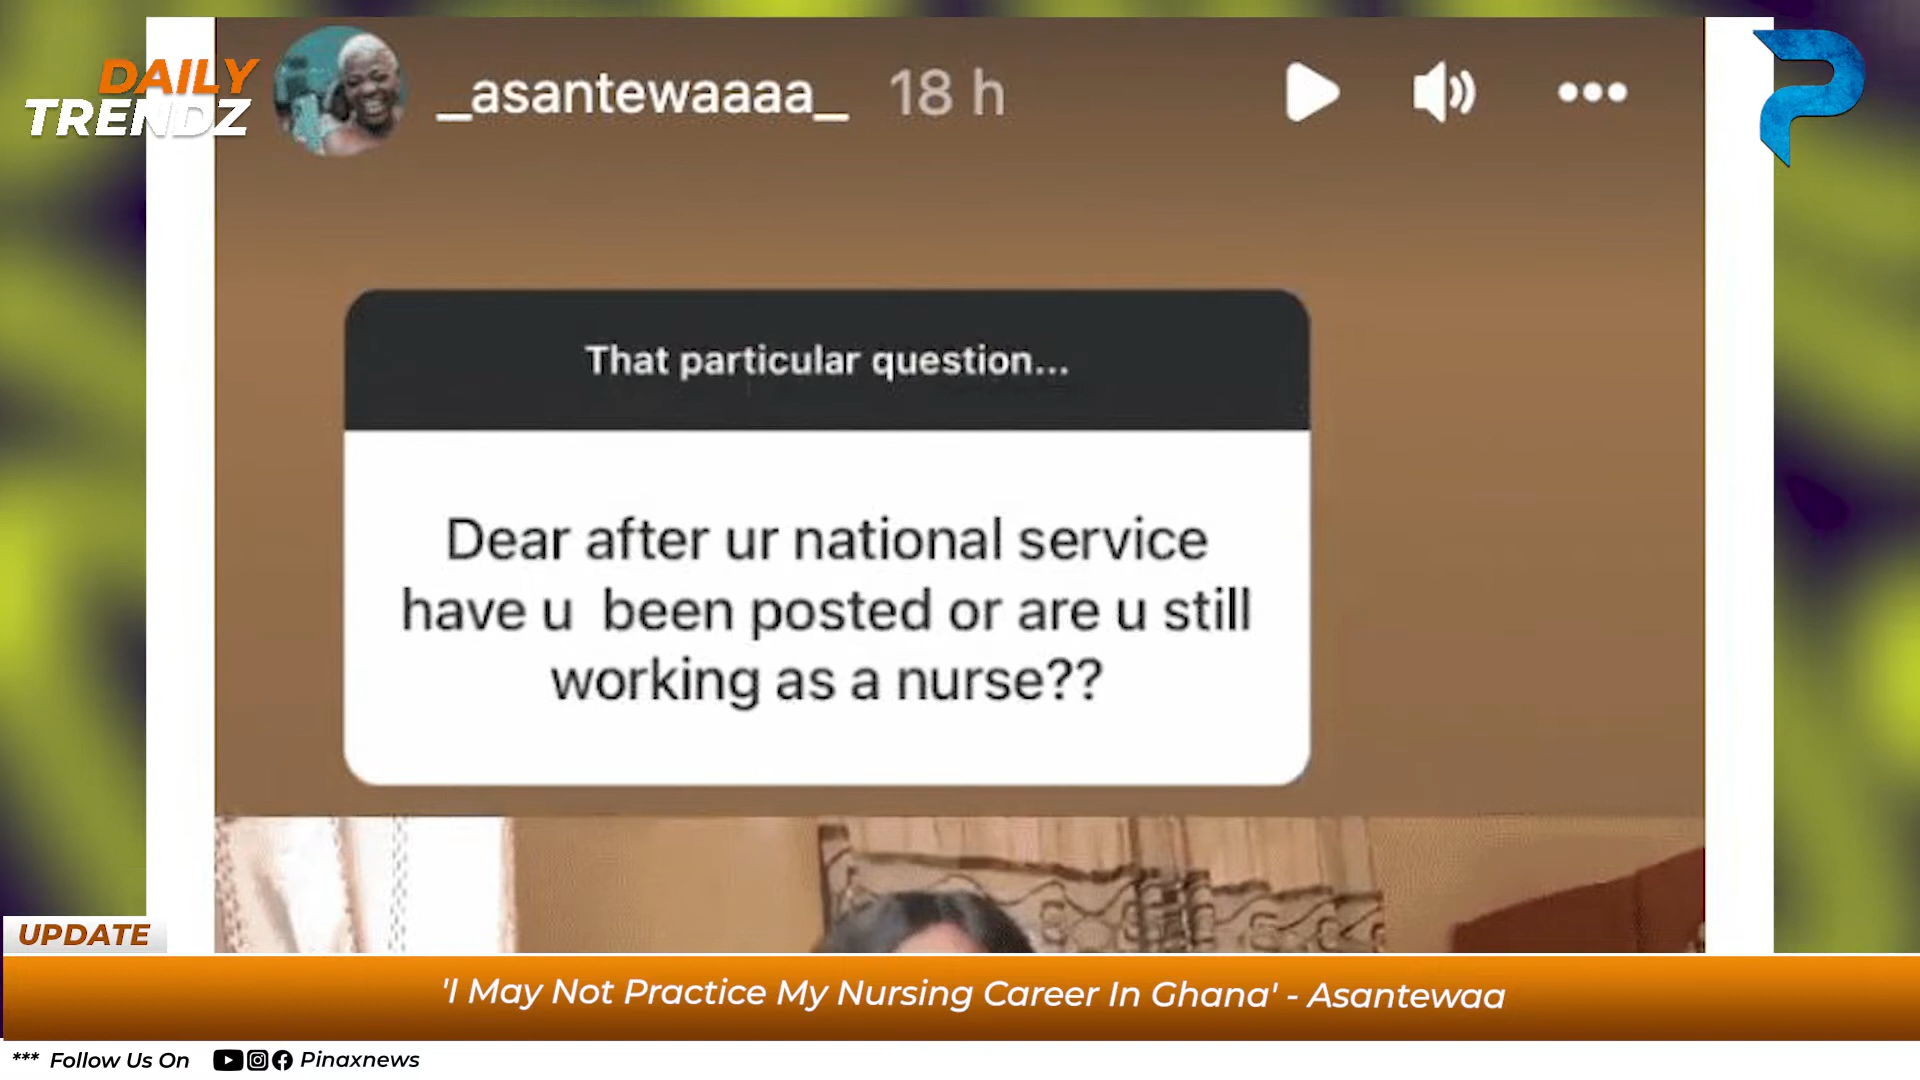 DAILY
TRENDZ
_asantewaaaa_ 18 h
That particular question...
Dear after ur national service
have u been posted or are u still
working as a nurse??
UPDATE
'I May Not Practice My Nursing Career In Ghana' - Asantewaa
*** Follow Us On Pinaxnews